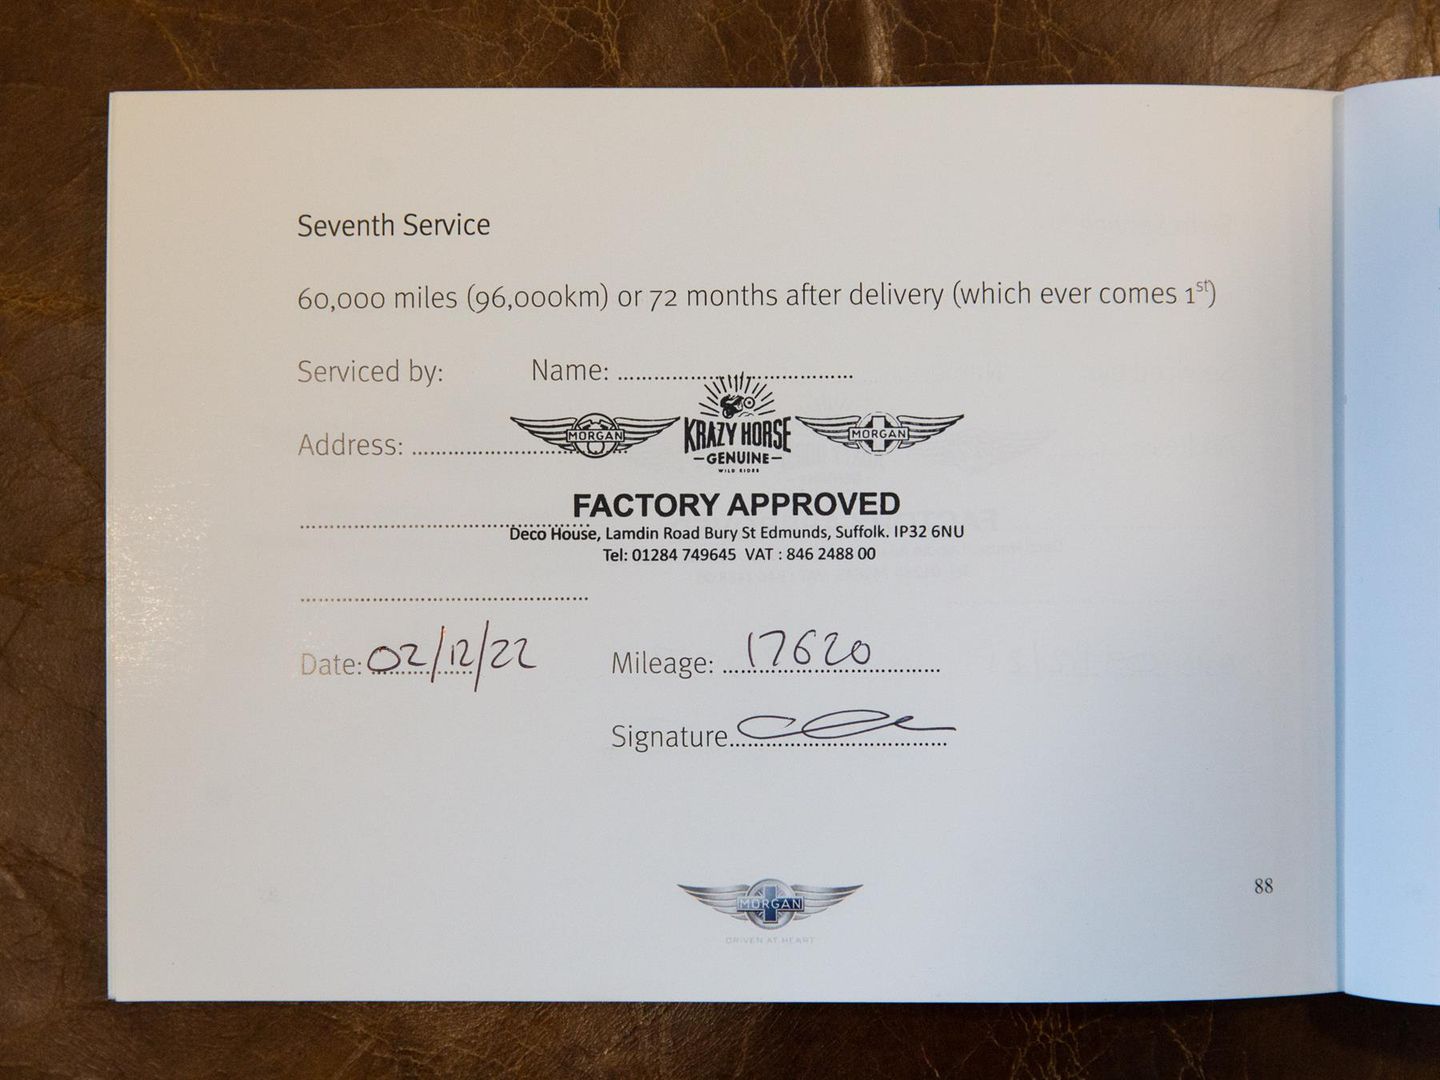 Seventh Service
60,000 miles (96,000km) or 72 months after delivery (which ever comes 1st)
Serviced by: Name: ........................................
Address: ....................................
MORGAN KRAZY HORSE MORGAN
GENUINE
WILD RIDES
FACTORY APPROVED
Deco House, Lamdin Road Bury St Edmunds, Suffolk. IP32 6NU
Tel: 01284 749645 VAT : 846 2488 00
Date: 02/12/22 Mileage: 17620
Signature
MORGAN
DRIVEN AT HEART
88